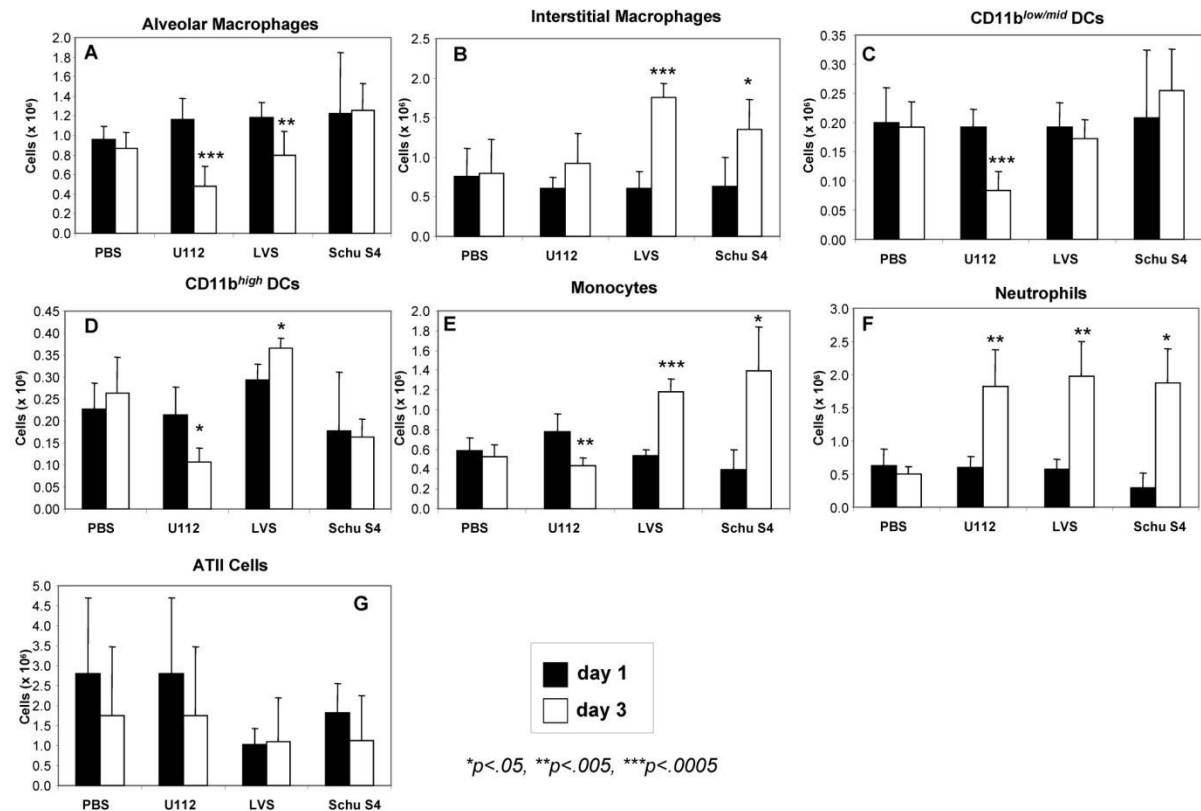 Alveolar Macrophages
A
Cells (x 10⁶)
2.0
1.8
1.6
1.4
1.2
1.0
0.8
0.6
0.4
0.2
0.0
***
**
PBS U112 LVS Schu S4
Interstitial Macrophages
B
Cells (x 10⁶)
2.5
2.0
1.5
1.0
0.5
0.0
***
*
PBS U112 LVS Schu S4
CD11b^low/mid DCs
C
Cells (x 10⁶)
0.35
0.30
0.25
0.20
0.15
0.10
0.05
0.00
***
PBS U112 LVS Schu S4
CD11b^high DCs
D
Cells (x 10⁶)
0.45
0.40
0.35
0.30
0.25
0.20
0.15
0.10
0.05
0.00
*
*
PBS U112 LVS Schu S4
Monocytes
E
Cells (x 10⁶)
2.0
1.8
1.6
1.4
1.2
1.0
0.8
0.6
0.4
0.2
0.0
**
***
*
PBS U112 LVS Schu S4
Neutrophils
F
Cells (x 10⁶)
3.0
2.5
2.0
1.5
1.0
0.5
0.0
**
**
*
PBS U112 LVS Schu S4
ATII Cells
G
Cells (x 10⁶)
5.0
4.5
4.0
3.5
3.0
2.5
2.0
1.5
1.0
0.5
0.0
PBS U112 LVS Schu S4
day 1
day 3
*p<.05, **p<.005, ***p<.0005